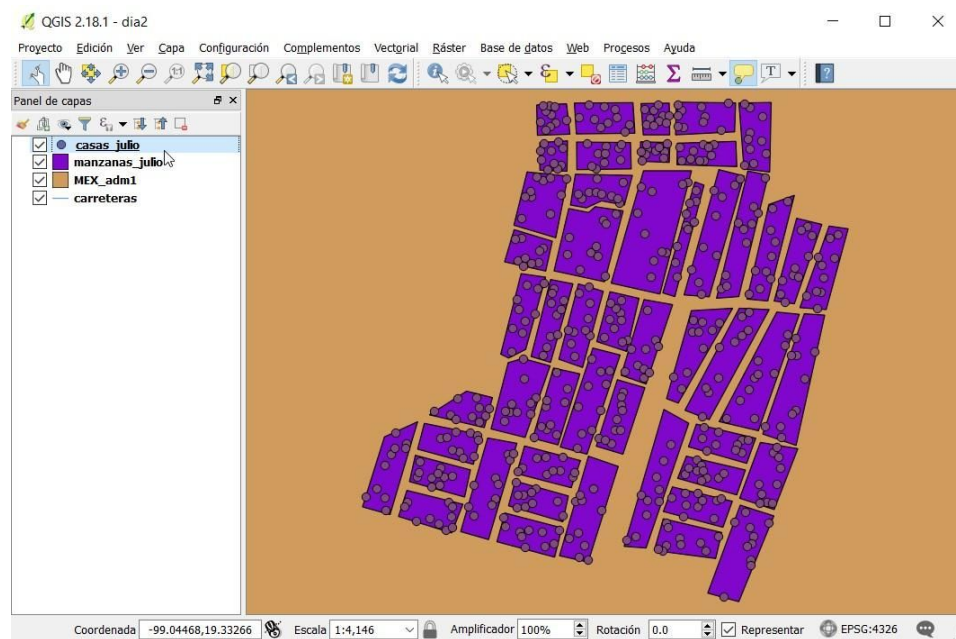 QGIS 2.18.1 - dia2
Proyecto Edición Ver Capa Configuración Complementos Vectorial Ráster Base de datos Web Procesos Ayuda
Panel de capas
casas_julio
manzanas_julio
MEX_adm1
carreteras
Coordenada -99.04468,19.33266 Escala 1:4,146 Amplificador 100% Rotación 0.0 Representar EPSG:4326